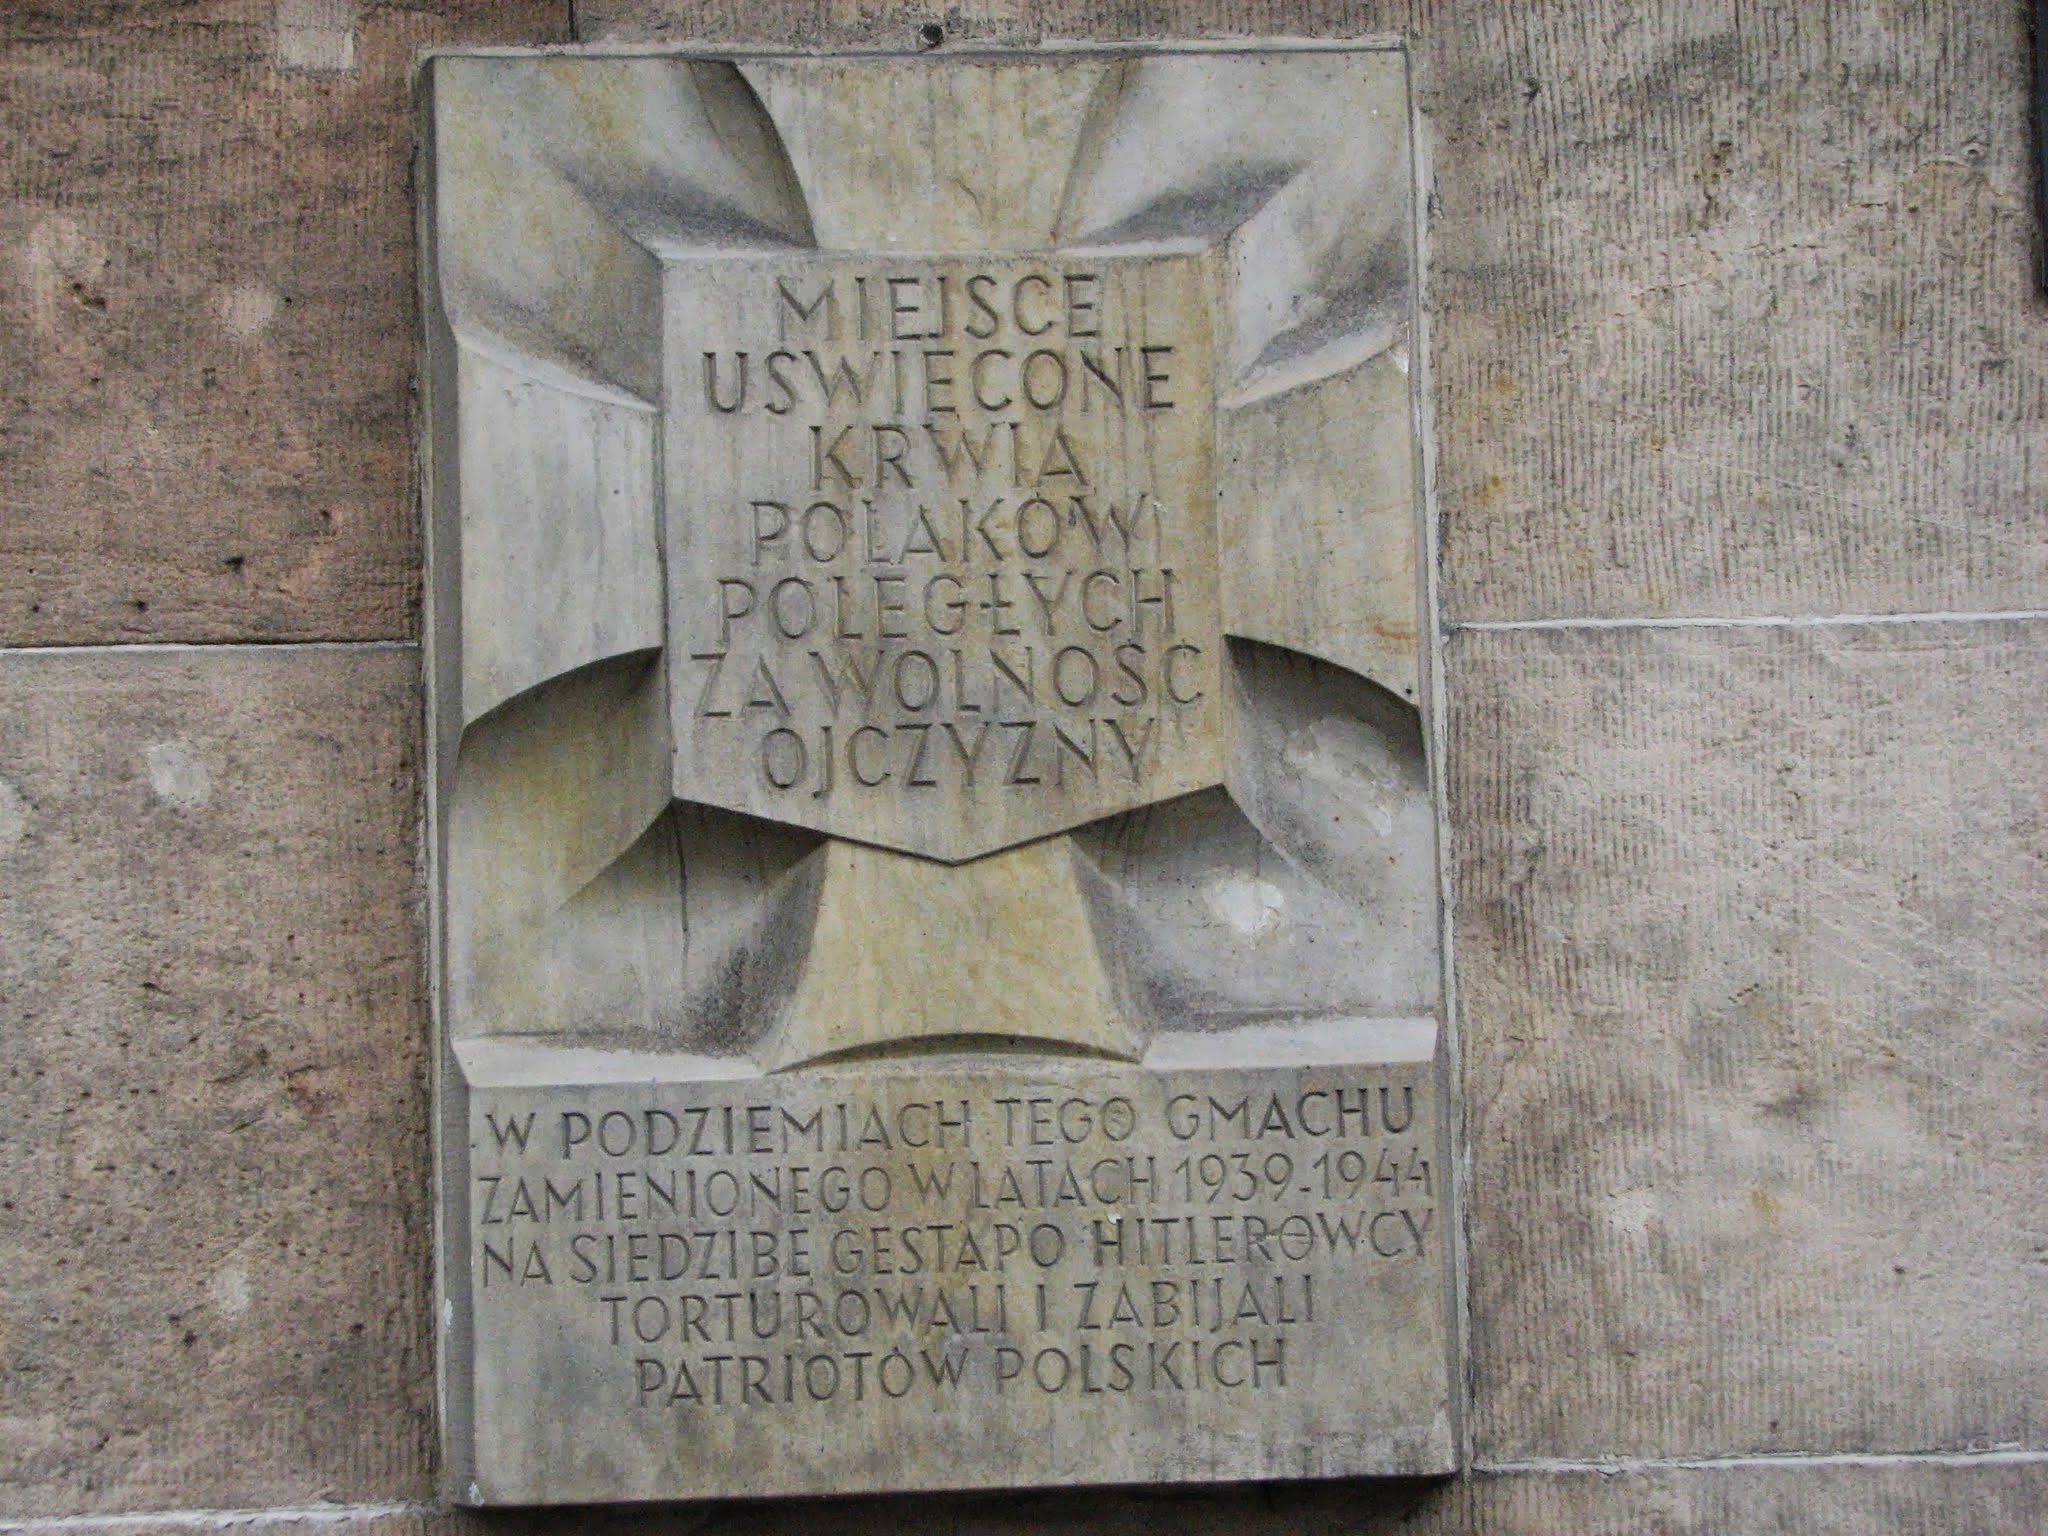 MIEJSCE
UŚWIĘCONE
KRWIĄ
POLAKÓW
POLEGŁYCH
ZA WOLNOŚĆ
OJCZYZNY
W PODZIEMIACH TEGO GMACHU
ZAMIENIONEGO W LATACH 1939-1944
NA SIEDZIBĘ GESTAPO HITLEROWCY
TORTUROWALI I ZABIJALI
PATRIOTÓW POLSKICH